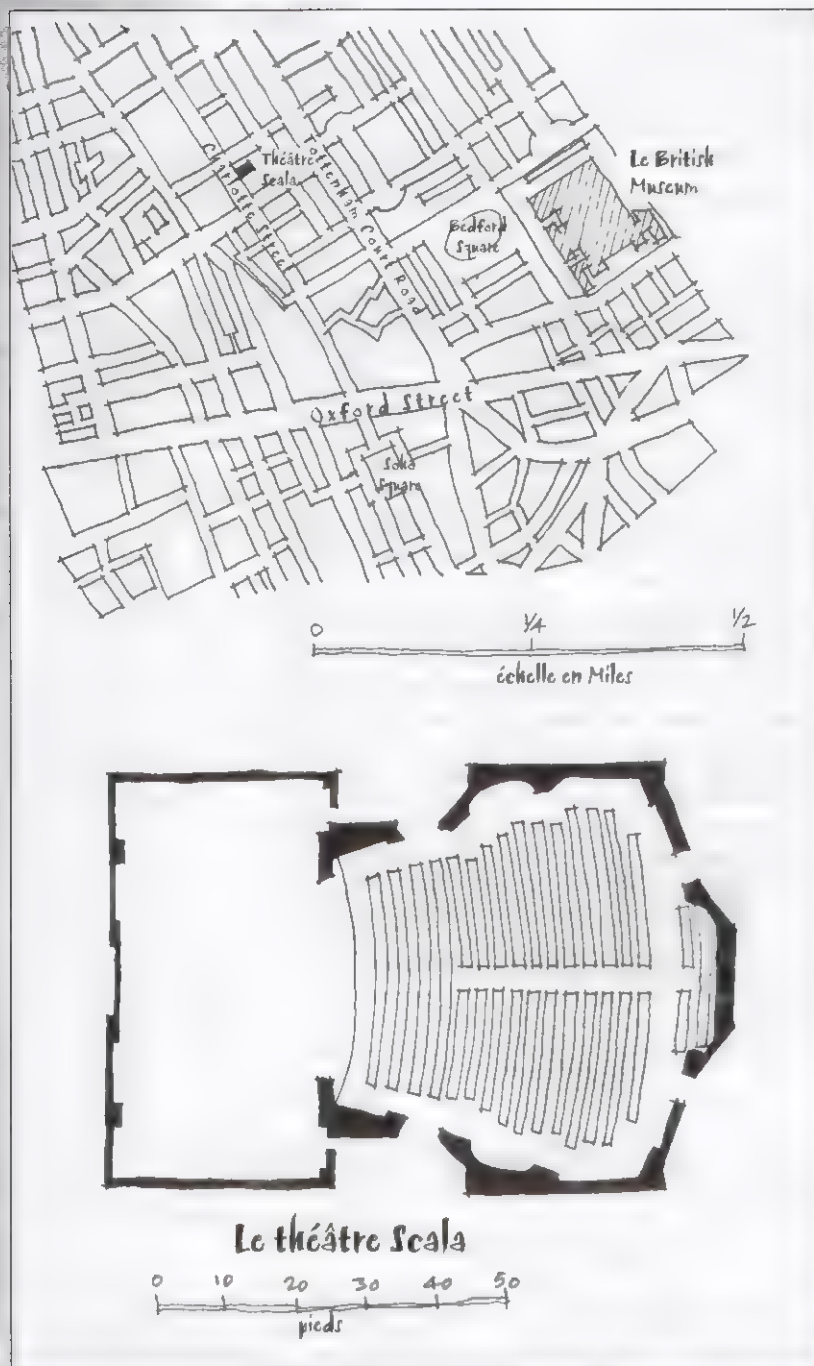 Théâtre
Scala
Charlotte Street
Tottenham Court Road
Le British
Museum
Bedford
Square
Oxford Street
Soho
Square
0 1/4 1/2
échelle en Miles
Le théâtre Scala
0 10 20 30 40 50
pieds